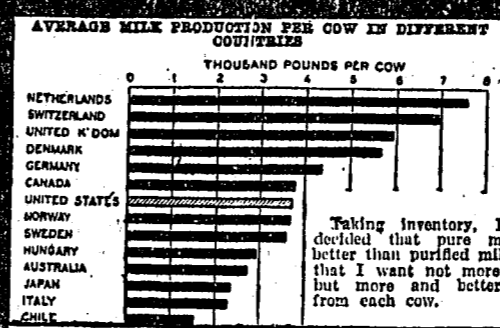 AVERAGE MILK PRODUCTION PER COW IN DIFFERENT
COUNTRIES
THOUSAND POUNDS PER COW
0 1 2 3 4 5 6 7 8
NETHERLANDS
SWITZERLAND
UNITED K'DOM
DENMARK
GERMANY
CANADA
UNITED STATES
NORWAY
SWEDEN
HUNGARY
AUSTRALIA
JAPAN
ITALY
CHILE
Taking inventory, I
decided that pure m
better than purified mil
that I want not more
but more and better
from each cow.